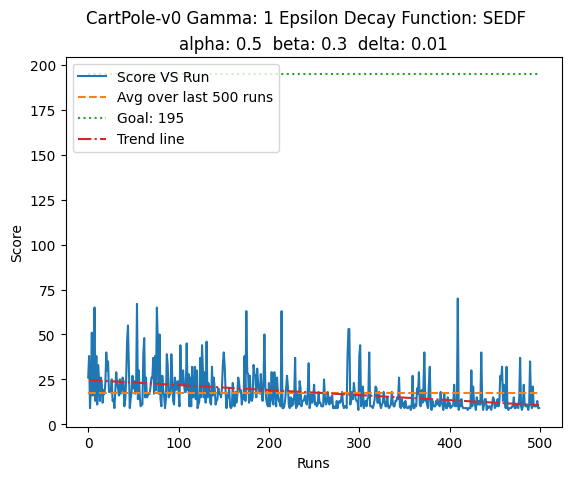 CartPole-v0 Gamma: 1 Epsilon Decay Function: SEDF
alpha: 0.5  beta: 0.3  delta: 0.01
Score VS Run
Avg over last 500 runs
Goal: 195
Trend line
200
175
150
125
100
75
50
25
0
Score
0 100 200 300 400 500
Runs